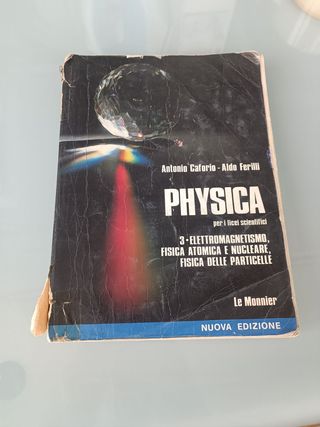 Antonio Caforio - Aldo Ferilli
PHYSICA
per i licei scientifici
3 • ELETTROMAGNETISMO,
FISICA ATOMICA E NUCLEARE,
FISICA DELLE PARTICELLE
Le Monnier
NUOVA EDIZIONE